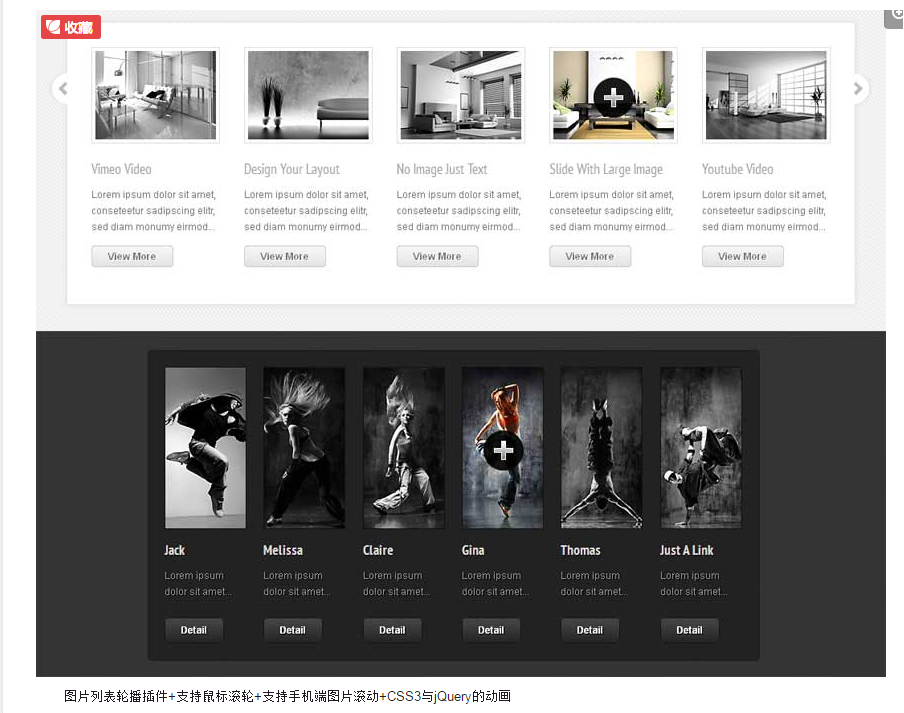 收藏
Vimeo Video
Design Your Layout
No Image Just Text
Slide With Large Image
Youtube Video
Lorem ipsum dolor sit amet,
conseteetur sadipscing elitr,
sed diam monumy eirmod...
Lorem ipsum dolor sit amet,
conseteetur sadipscing elitr,
sed diam monumy eirmod...
Lorem ipsum dolor sit amet,
conseteetur sadipscing elitr,
sed diam monumy eirmod...
Lorem ipsum dolor sit amet,
conseteetur sadipscing elitr,
sed diam monumy eirmod...
Lorem ipsum dolor sit amet,
conseteetur sadipscing elitr,
sed diam monumy eirmod...
View More
View More
View More
View More
View More
Jack
Melissa
Claire
Gina
Thomas
Just A Link
Lorem ipsum
dolor sit amet...
Lorem ipsum
dolor sit amet...
Lorem ipsum
dolor sit amet...
Lorem ipsum
dolor sit amet...
Lorem ipsum
dolor sit amet...
Lorem ipsum
dolor sit amet...
Detail
Detail
Detail
Detail
Detail
Detail
图片列表轮播插件+支持鼠标滚轮+支持手机端图片滚动+CSS3与jQuery的动画